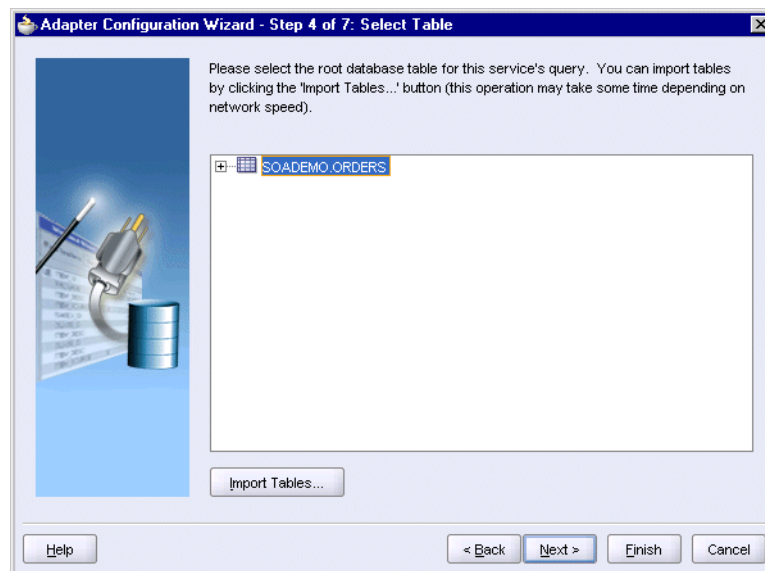 Adapter Configuration Wizard - Step 4 of 7: Select Table
Please select the root database table for this service's query. You can import tables
by clicking the 'Import Tables...' button (this operation may take some time depending on
network speed).
SOADEMO.ORDERS
Import Tables...
Help
< Back
Next >
Finish
Cancel